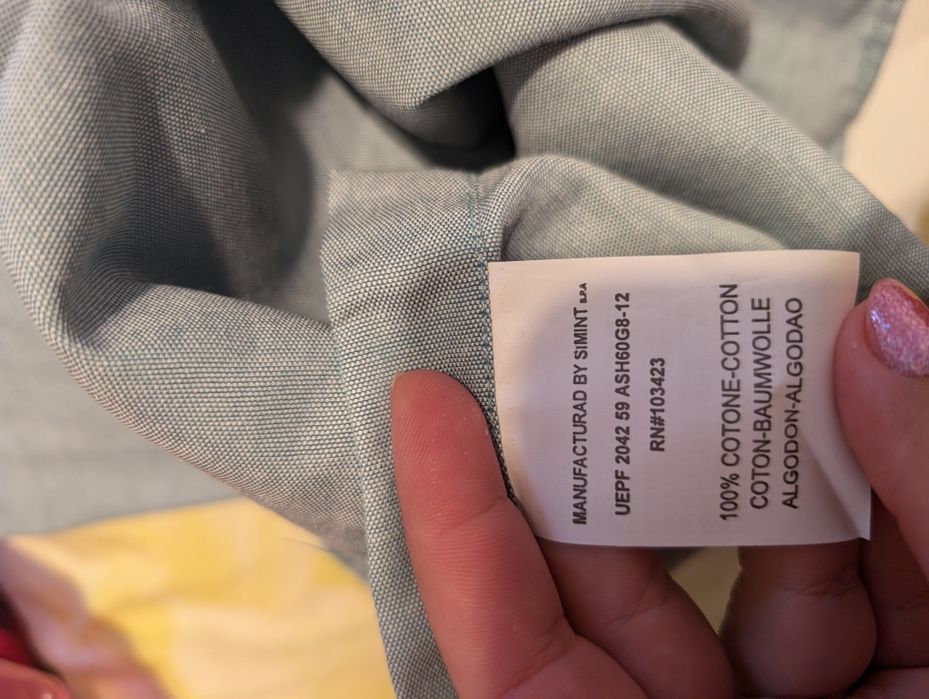 MANUFACTURAD BY SiMINT S.P.A
UEPF 2042 59 ASH60G8-12
RN#103423
100% COTONE-COTTON
COTON-BAUMWOLLE
ALGODON-ALGODAO